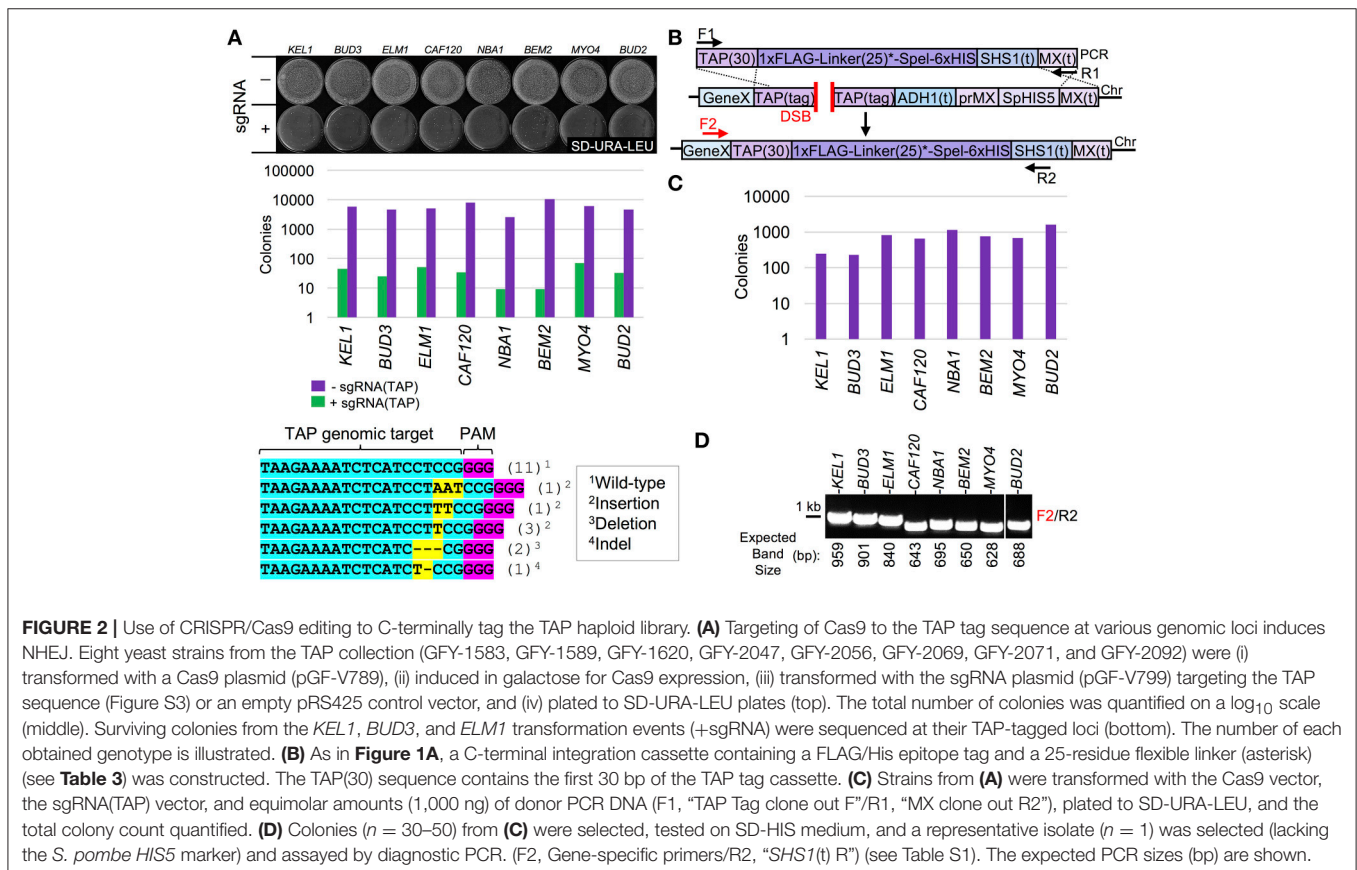 A
KEL1 BUD3 ELM1 CAF120 NBA1 BEM2 MYO4 BUD2
sgRNA
−
+
SD-URA-LEU
Colonies
100000
10000
1000
100
10
1
KEL1
BUD3
ELM1
CAF120
NBA1
BEM2
MYO4
BUD2
- sgRNA(TAP)
+ sgRNA(TAP)
TAP genomic target PAM
TAAGAAAATCTCATCCTCCGGGG (11)¹
TAAGAAAATCTCATCCTAATCCGGGG (1)²
TAAGAAAATCTCATCCTTTCCGGGG (1)²
TAAGAAAATCTCATCCTTCCGGGG (3)²
TAAGAAAATCTCATC---CGGGG (2)³
TAAGAAAATCTCATCT-CCGGGG (1)⁴
¹Wild-type
²Insertion
³Deletion
⁴Indel
B
F1
TAP(30) 1xFLAG-Linker(25)*-SpeI-6xHIS SHS1(t) MX(t) PCR
R1
GeneX TAP(tag) TAP(tag) ADH1(t) prMX SpHIS5 MX(t) Chr
DSB
F2
GeneX TAP(30) 1xFLAG-Linker(25)*-SpeI-6xHIS SHS1(t) MX(t) Chr
R2
C
Colonies
10000
1000
100
10
1
KEL1
BUD3
ELM1
CAF120
NBA1
BEM2
MYO4
BUD2
D
-KEL1
-BUD3
-ELM1
-CAF120
-NBA1
-BEM2
-MYO4
-BUD2
1 kb
F2/R2
Expected
Band (bp):
Size
959 901 840 643 695 650 628 688
FIGURE 2 | Use of CRISPR/Cas9 editing to C-terminally tag the TAP haploid library. (A) Targeting of Cas9 to the TAP tag sequence at various genomic loci induces
NHEJ. Eight yeast strains from the TAP collection (GFY-1583, GFY-1589, GFY-1620, GFY-2047, GFY-2056, GFY-2069, GFY-2071, and GFY-2092) were (i)
transformed with a Cas9 plasmid (pGF-V789), (ii) induced in galactose for Cas9 expression, (iii) transformed with the sgRNA plasmid (pGF-V799) targeting the TAP
sequence (Figure S3) or an empty pRS425 control vector, and (iv) plated to SD-URA-LEU plates (top). The total number of colonies was quantified on a log₁₀ scale
(middle). Surviving colonies from the KEL1, BUD3, and ELM1 transformation events (+sgRNA) were sequenced at their TAP-tagged loci (bottom). The number of each
obtained genotype is illustrated. (B) As in Figure 1A, a C-terminal integration cassette containing a FLAG/His epitope tag and a 25-residue flexible linker (asterisk)
(see Table 3) was constructed. The TAP(30) sequence contains the first 30 bp of the TAP tag cassette. (C) Strains from (A) were transformed with the Cas9 vector,
the sgRNA(TAP) vector, and equimolar amounts (1,000 ng) of donor PCR DNA (F1, “TAP Tag clone out F”/R1, “MX clone out R2”), plated to SD-URA-LEU, and the
total colony count quantified. (D) Colonies (n = 30–50) from (C) were selected, tested on SD-HIS medium, and a representative isolate (n = 1) was selected (lacking
the S. pombe HIS5 marker) and assayed by diagnostic PCR. (F2, Gene-specific primers/R2, “SHS1(t) R”) (see Table S1). The expected PCR sizes (bp) are shown.